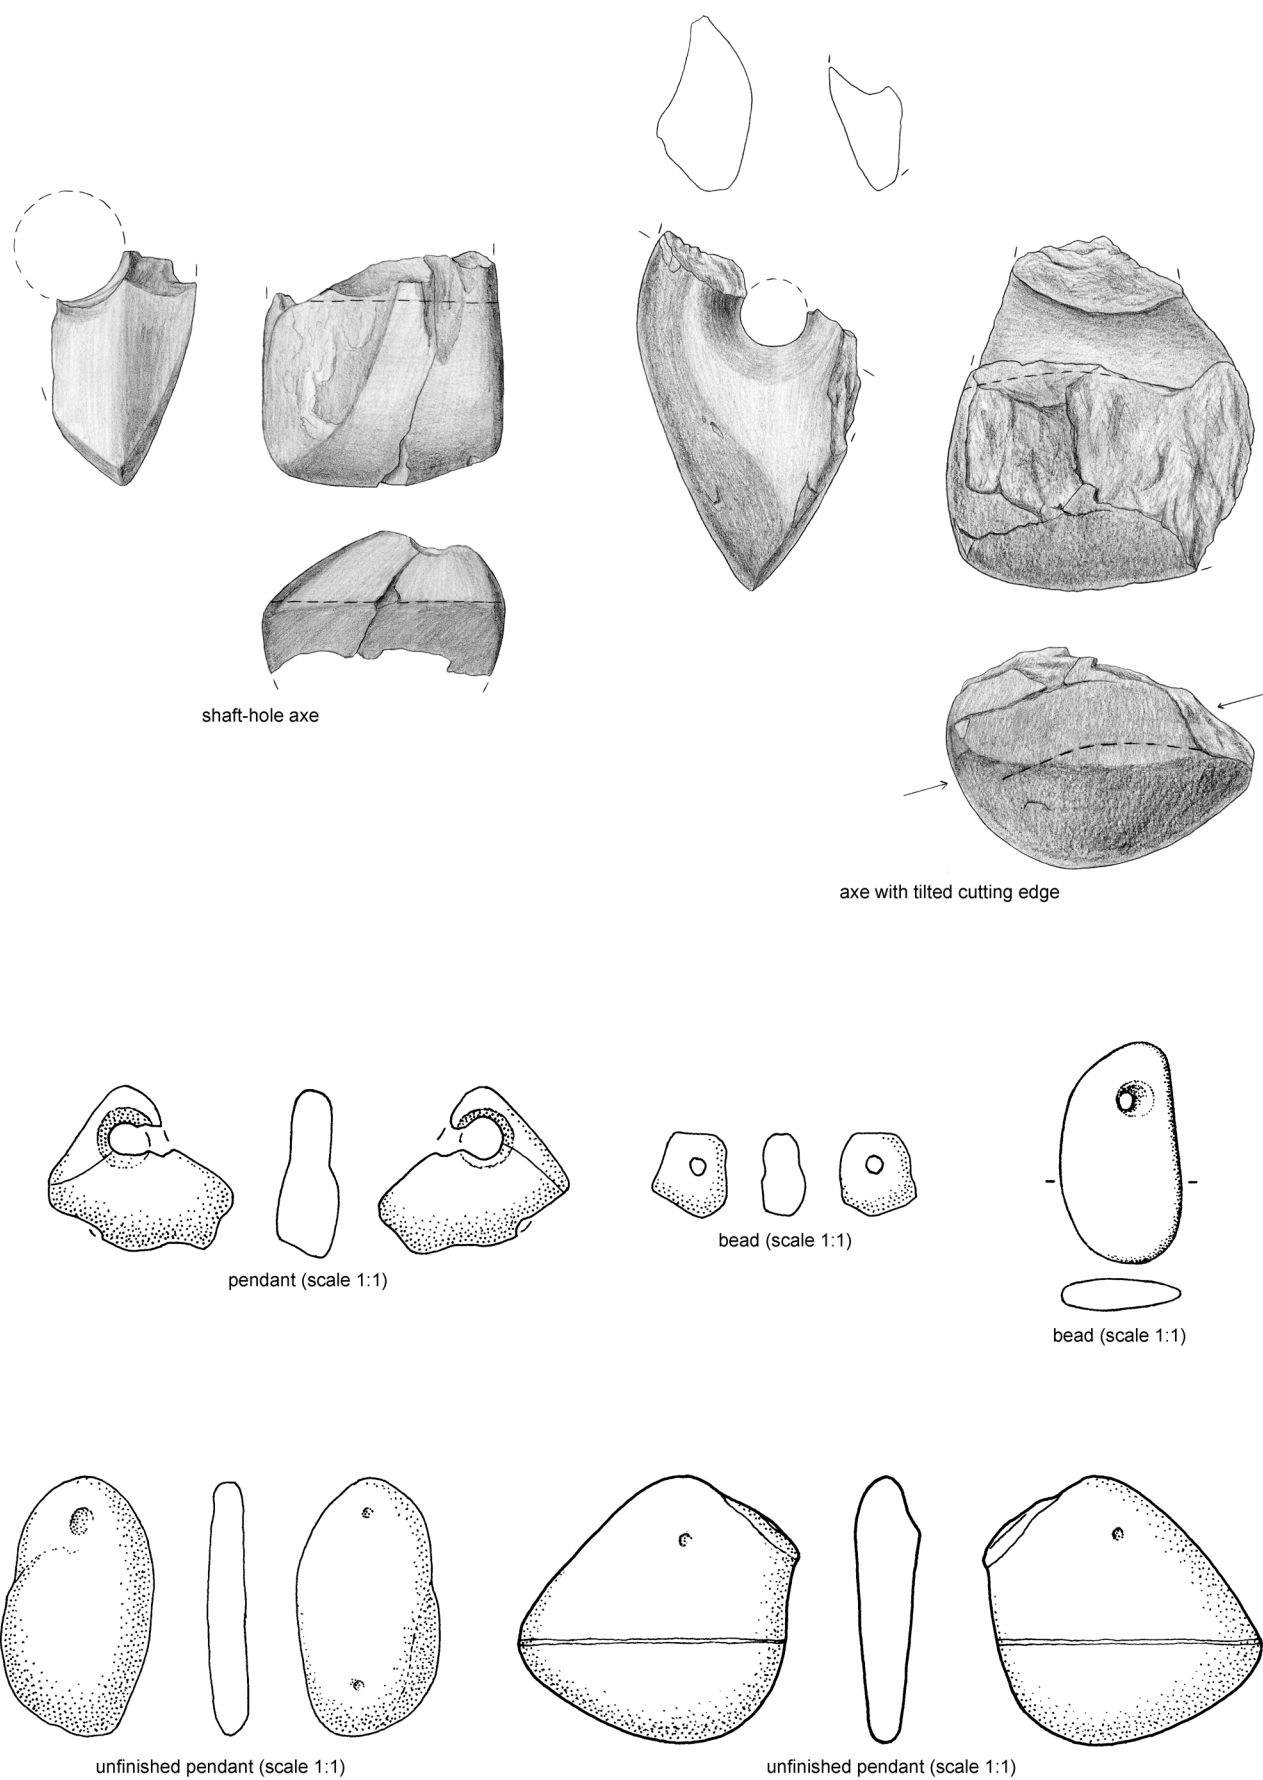 shaft-hole axe
axe with tilted cutting edge
pendant (scale 1:1)
bead (scale 1:1)
bead (scale 1:1)
unfinished pendant (scale 1:1)
unfinished pendant (scale 1:1)